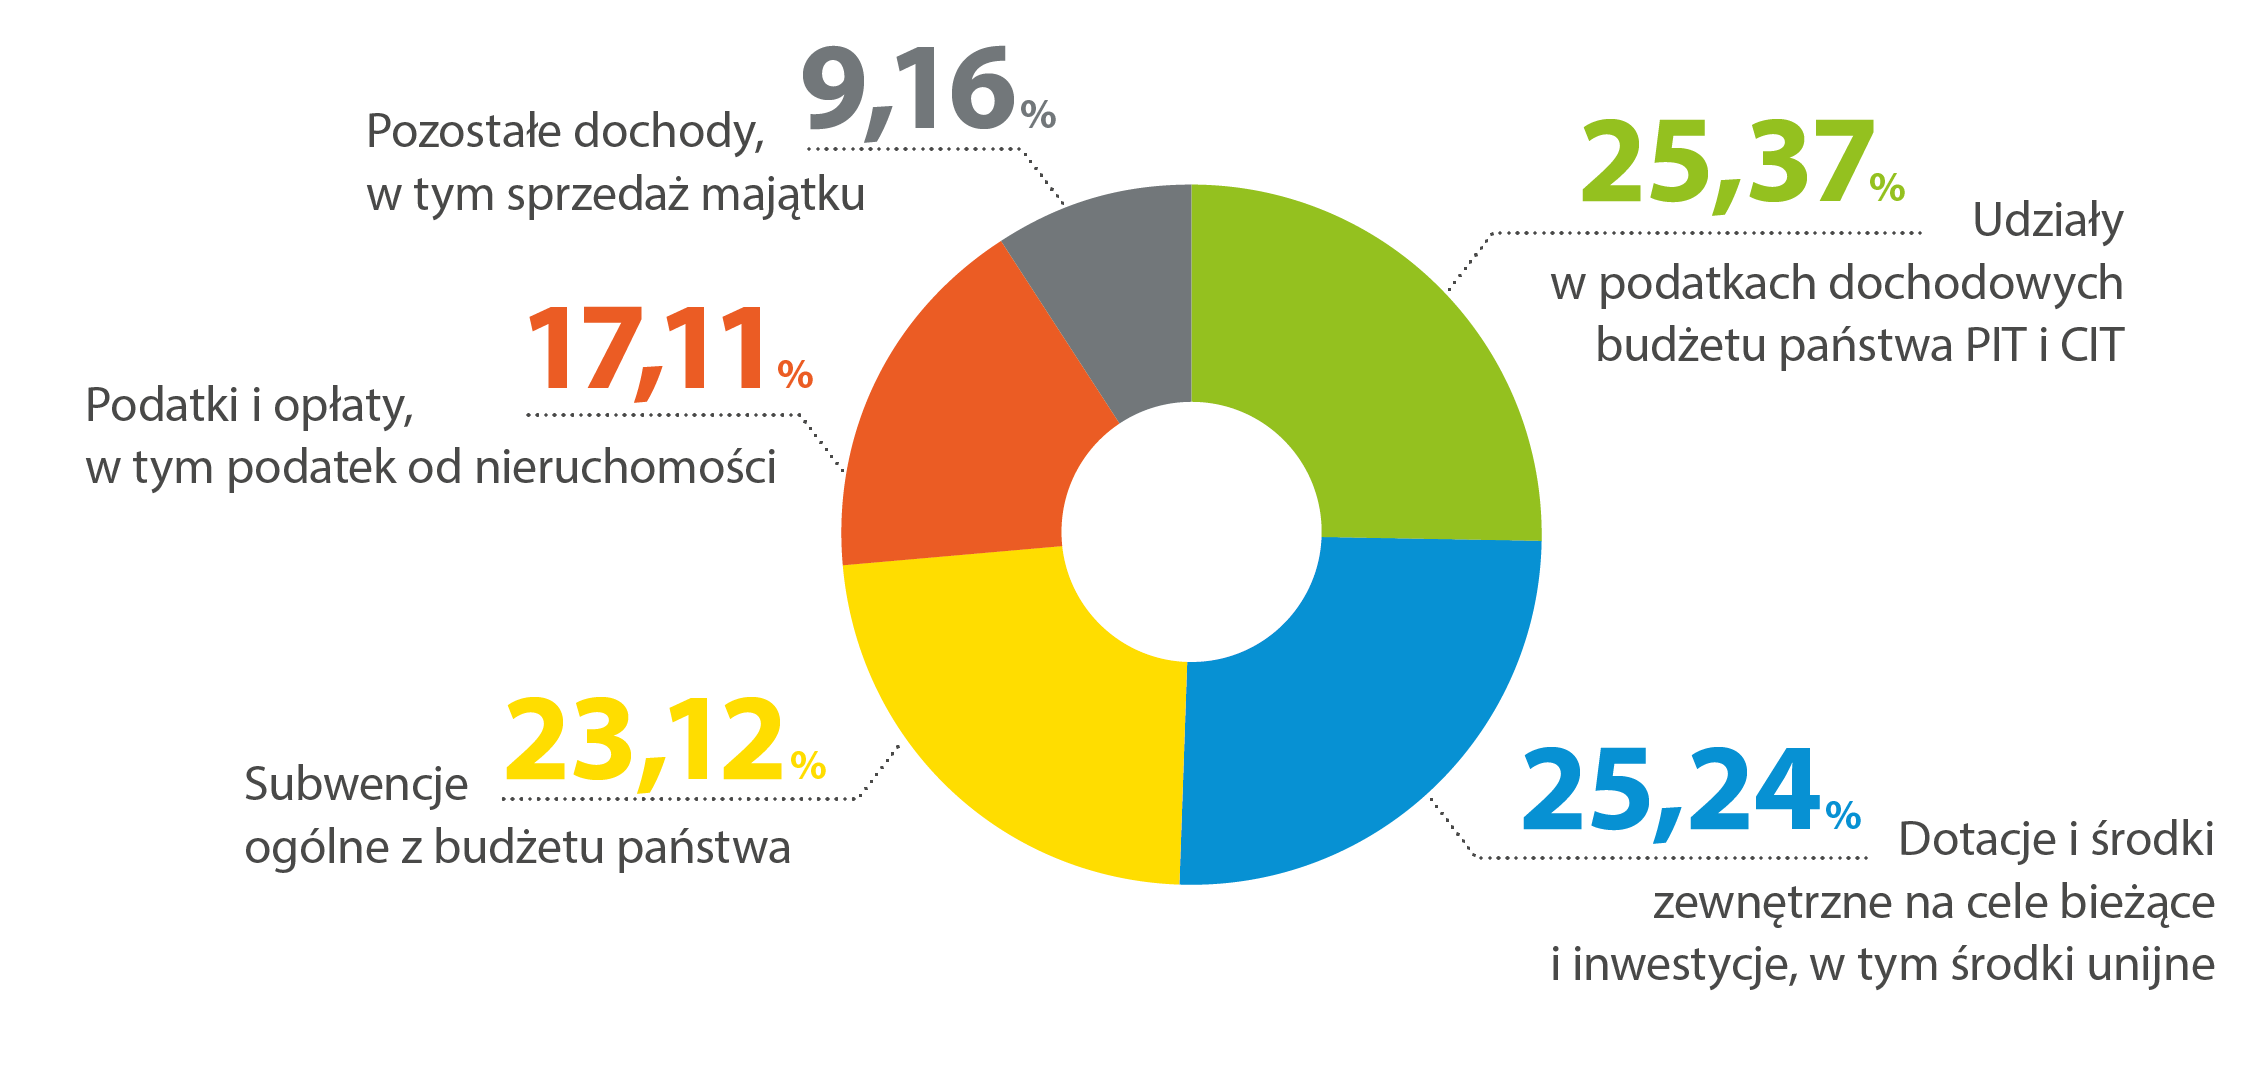 9,16%
Pozostałe dochody,
w tym sprzedaż majątku
25,37%
Udziały
w podatkach dochodowych
budżetu państwa PIT i CIT
17,11%
Podatki i opłaty,
w tym podatek od nieruchomości
23,12%
Subwencje
ogólne z budżetu państwa
25,24%
Dotacje i środki
zewnętrzne na cele bieżące
i inwestycje, w tym środki unijne